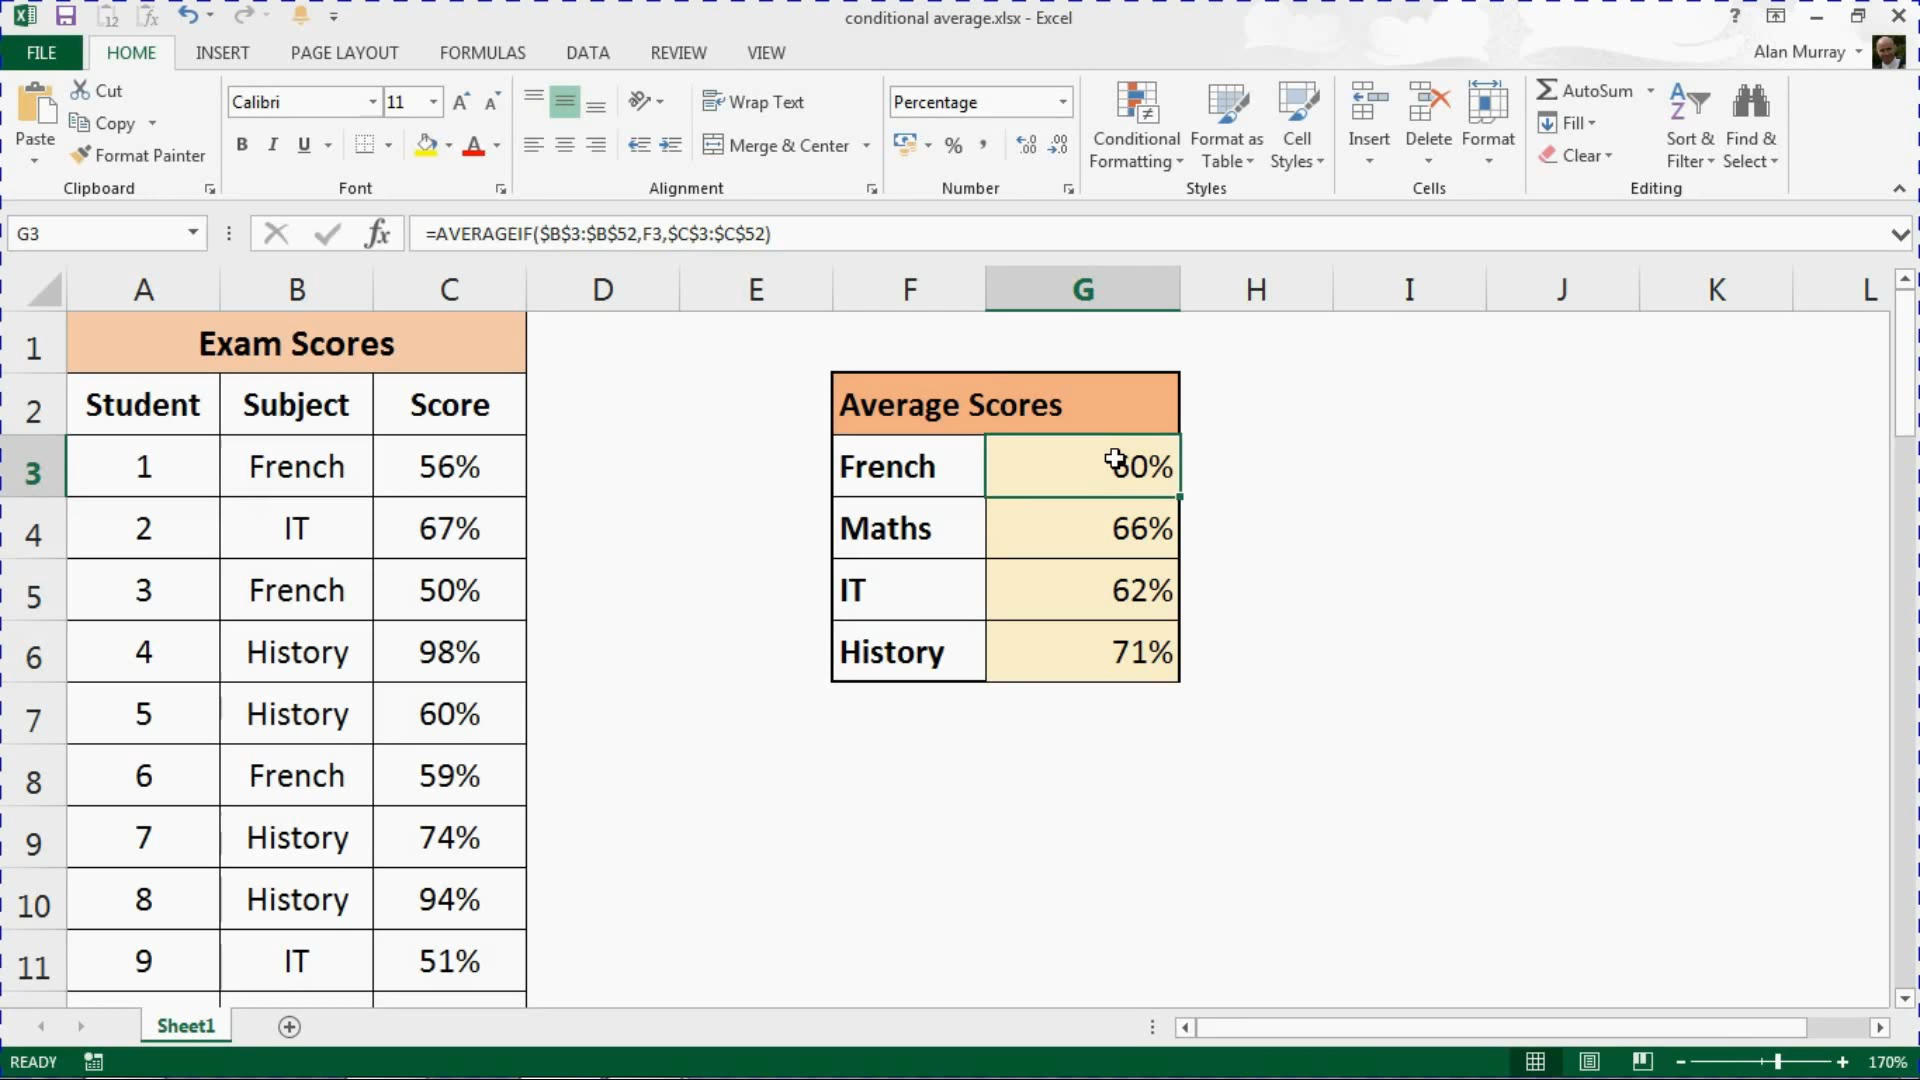 conditional average.xlsx - Excel
FILE HOME INSERT PAGE LAYOUT FORMULAS DATA REVIEW VIEW Alan Murray
Cut
Copy
Format Painter
Paste
Clipboard
Calibri 11
B I U
Font
Wrap Text
Merge & Center
Alignment
Percentage
%
Number
Conditional Formatting
Format as Table
Cell Styles
Styles
Insert Delete Format
Cells
AutoSum
Fill
Clear
Sort & Filter
Find & Select
Editing
G3 fx =AVERAGEIF($B$3:$B$52,F3,$C$3:$C$52)
A B C D E F G H I J K L
1 Exam Scores
2 Student Subject Score Average Scores
3 1 French 56% French 60%
4 2 IT 67% Maths 66%
5 3 French 50% IT 62%
6 4 History 98% History 71%
7 5 History 60%
8 6 French 59%
9 7 History 74%
10 8 History 94%
11 9 IT 51%
Sheet1
READY 170%